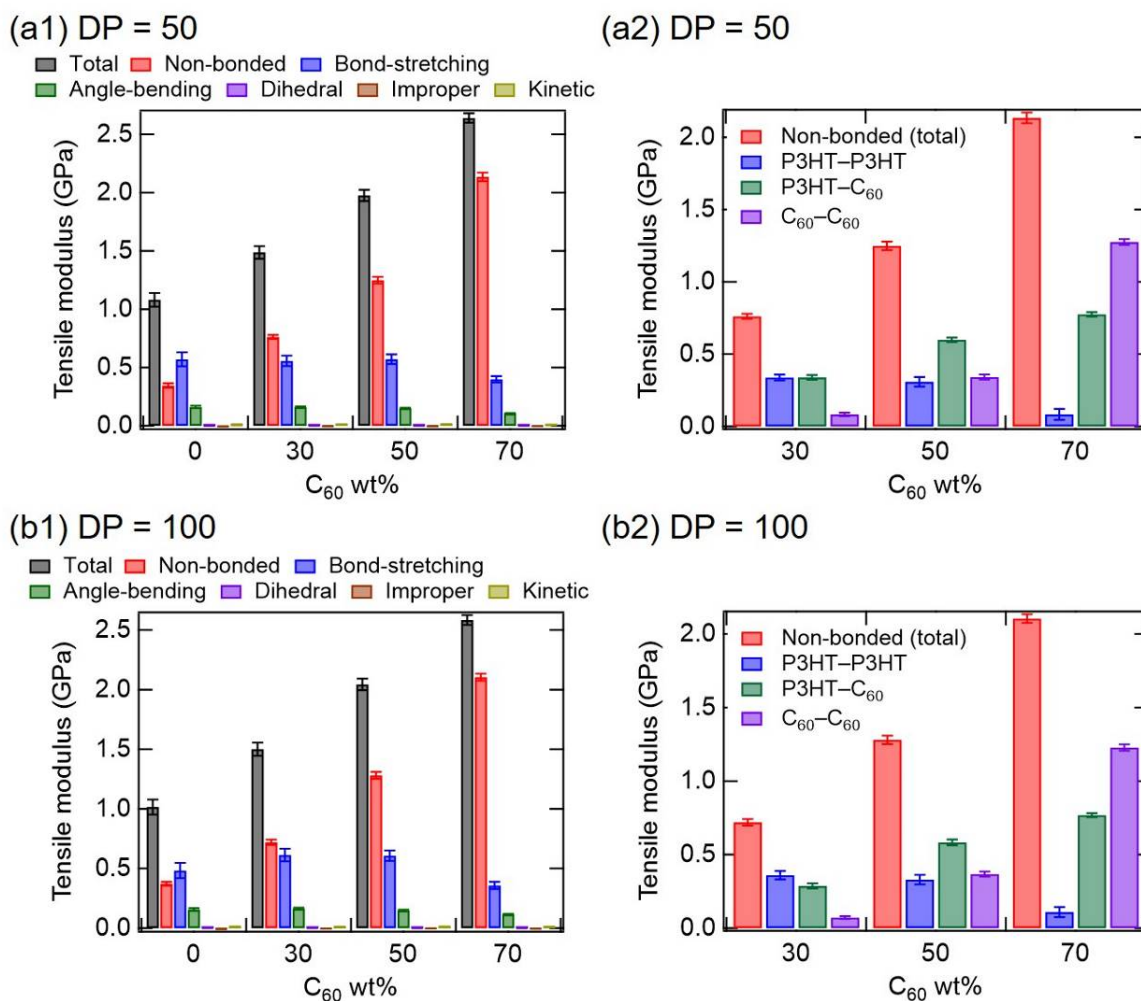 (a1) DP = 50
Total Non-bonded Bond-stretching
Angle-bending Dihedral Improper Kinetic
Tensile modulus (GPa)
2.5
2.0
1.5
1.0
0.5
0.0
0 30 50 70
C₆₀ wt%
(a2) DP = 50
Non-bonded (total)
P3HT–P3HT
P3HT–C₆₀
C₆₀–C₆₀
Tensile modulus (GPa)
2.0
1.5
1.0
0.5
0.0
30 50 70
C₆₀ wt%
(b1) DP = 100
Total Non-bonded Bond-stretching
Angle-bending Dihedral Improper Kinetic
Tensile modulus (GPa)
2.5
2.0
1.5
1.0
0.5
0.0
0 30 50 70
C₆₀ wt%
(b2) DP = 100
Non-bonded (total)
P3HT–P3HT
P3HT–C₆₀
C₆₀–C₆₀
Tensile modulus (GPa)
2.0
1.5
1.0
0.5
0.0
30 50 70
C₆₀ wt%